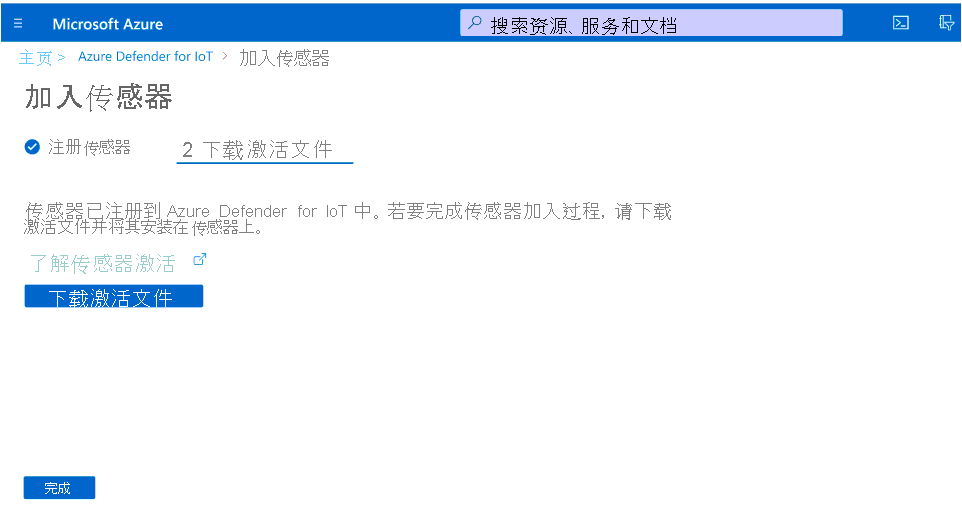 Microsoft Azure
搜索资源、服务和文档
主页 > Azure Defender for IoT > 加入传感器
加入传感器
注册传感器
2 下载激活文件
传感器已注册到 Azure Defender for IoT 中。若要完成传感器加入过程, 请下载
激活文件并将其安装在传感器上。
了解传感器激活
下载激活文件
完成